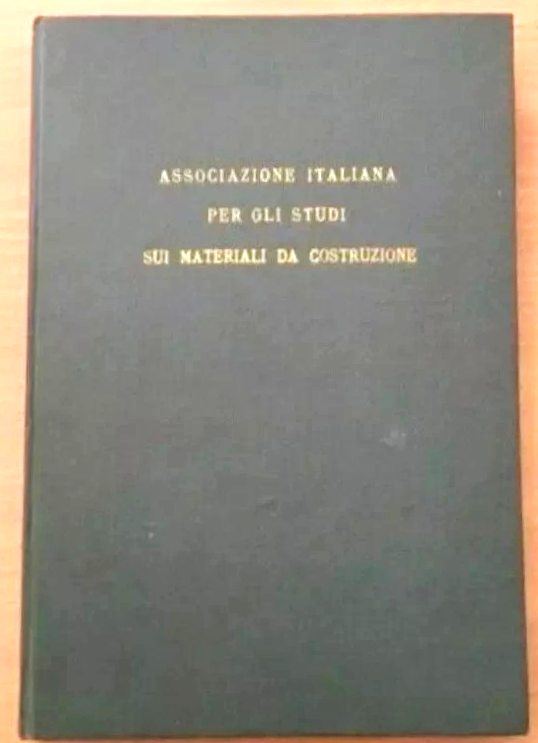 ASSOCIAZIONE ITALIANA
PER GLI STUDI
SUI MATERIALI DA COSTRUZIONE